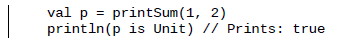 val p = printSum(1, 2)
println(p is Unit) // Prints: true